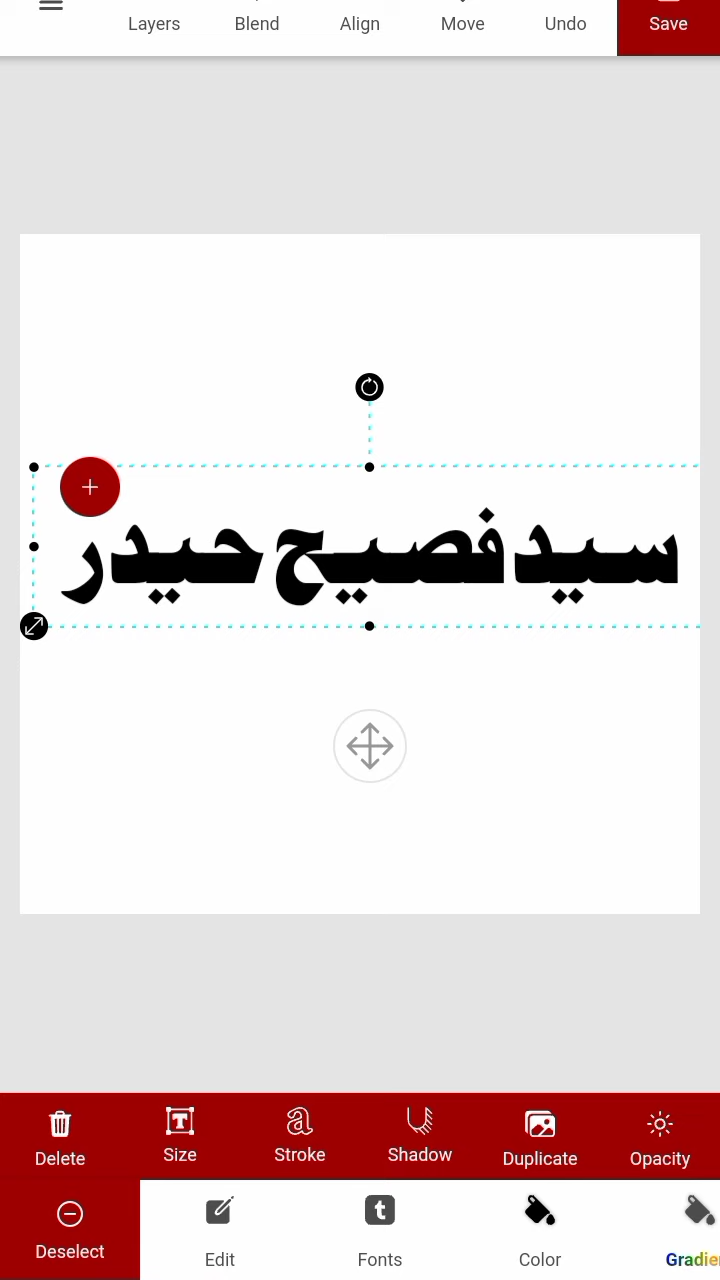 Layers Blend Align Move Undo Save
سید فصیح حیدر
Delete Size Stroke Shadow Duplicate Opacity
Deselect Edit Fonts Color Gradie